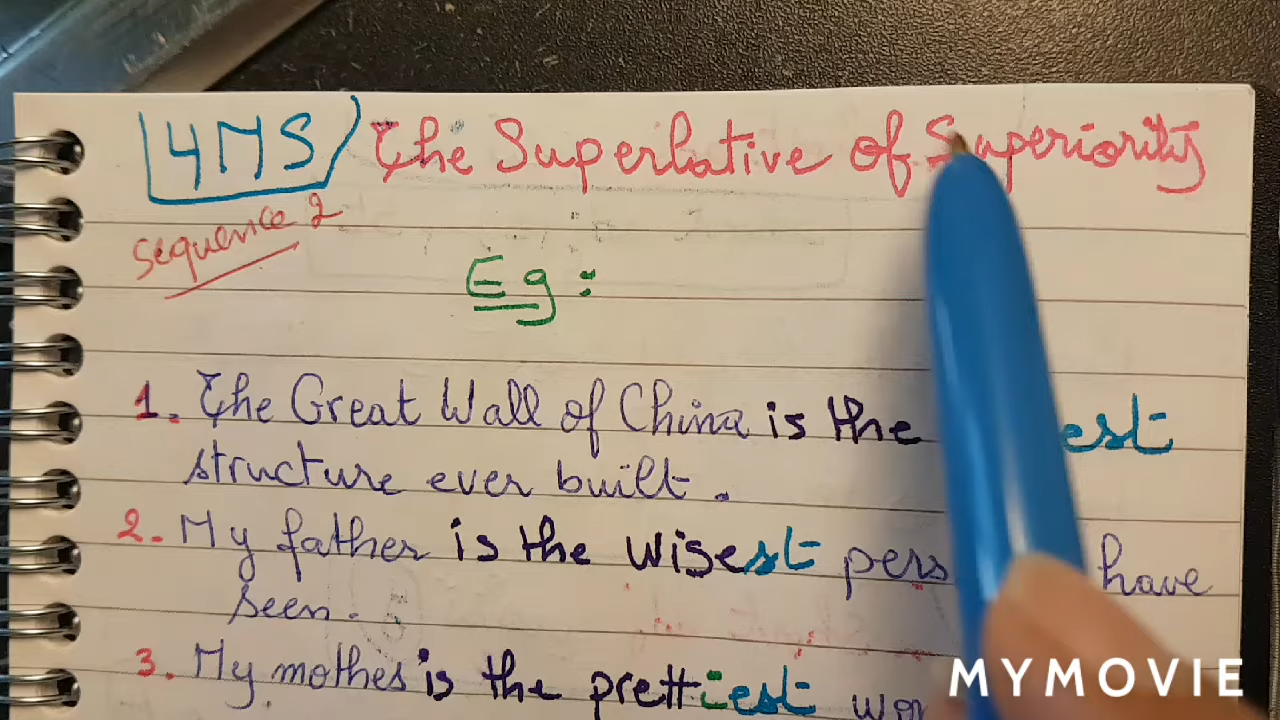 4MS The Superlative of Superiority
sequence 2
Eg:
1. The Great Wall of China is the est
structure ever built.
2. My father is the wisest pers have
seen.
3. My mother is the prettiest wo
MYMOVIE